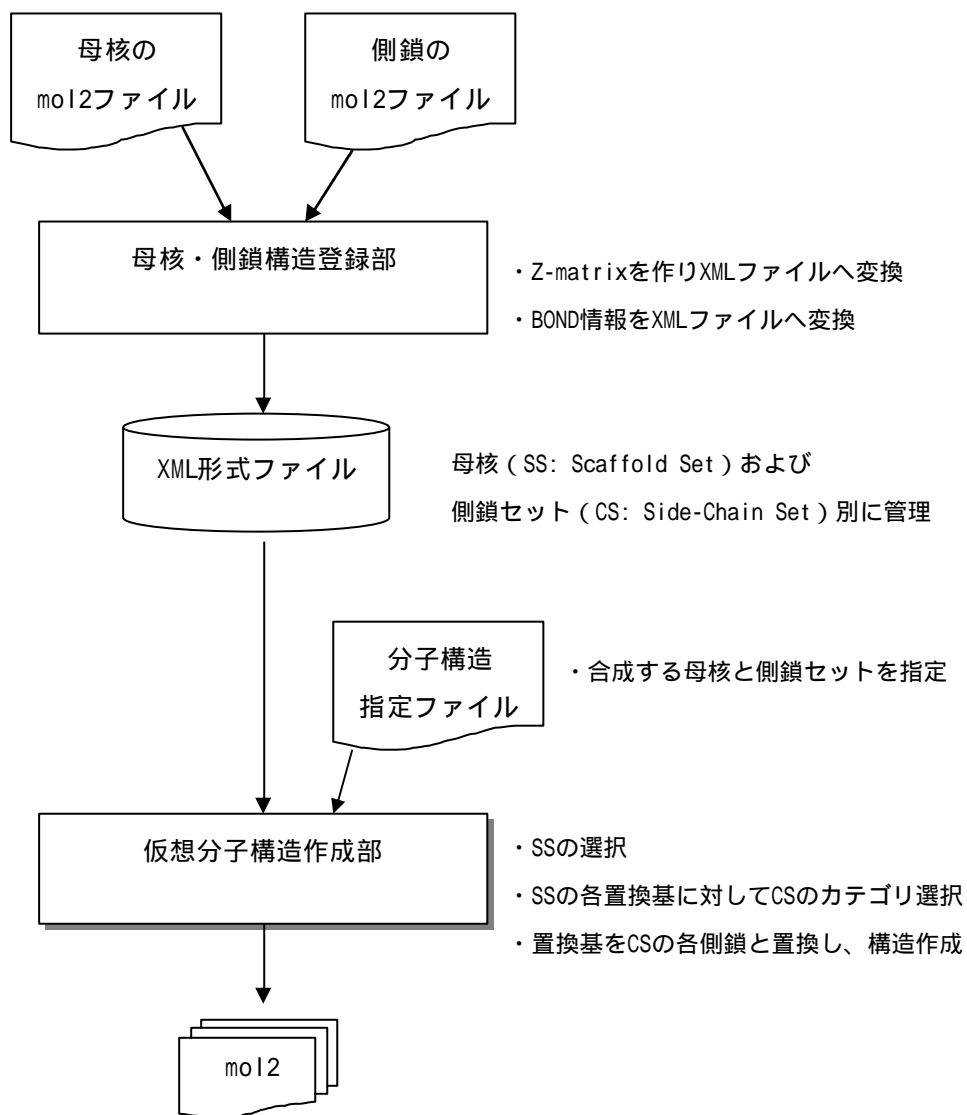 母核の
mol2ファイル
側鎖の
mol2ファイル
母核・側鎖構造登録部
・Z-matrixを作りXMLファイルへ変換
・BOND情報をXMLファイルへ変換
XML形式ファイル
母核（SS: Scaffold Set）および
側鎖セット（CS: Side-Chain Set）別に管理
分子構造
指定ファイル
・合成する母核と側鎖セットを指定
仮想分子構造作成部
・SSの選択
・SSの各置換基に対してCSのカテゴリ選択
・置換基をCSの各側鎖と置換し、構造作成
mol2